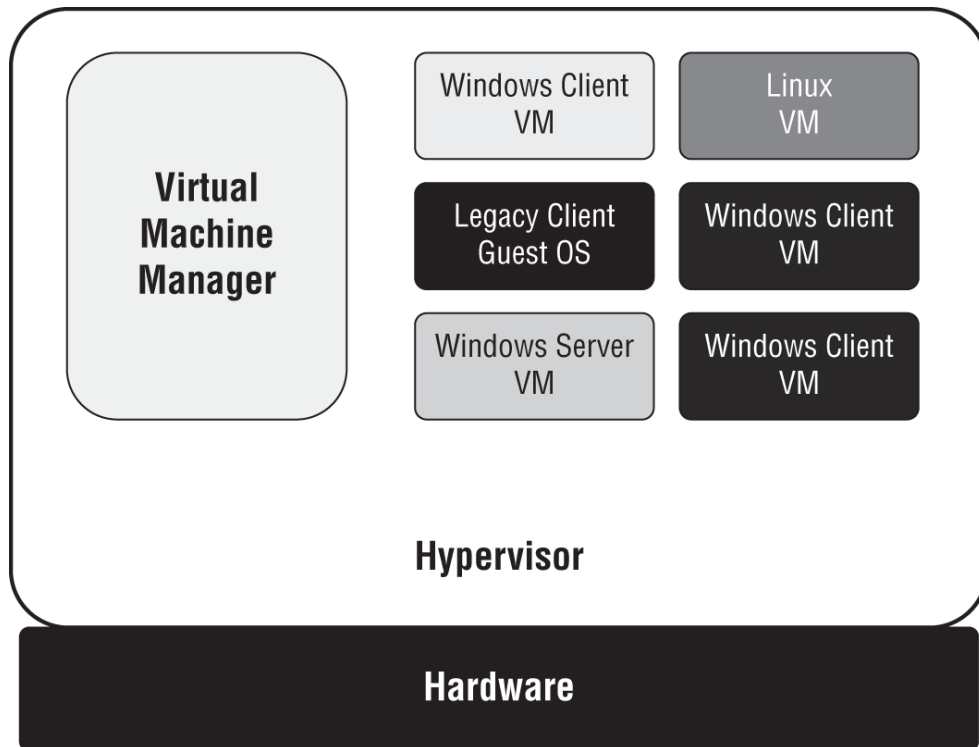 Virtual
Machine
Manager
Windows Client
VM
Linux
VM
Legacy Client
Guest OS
Windows Client
VM
Windows Server
VM
Windows Client
VM
Hypervisor
Hardware